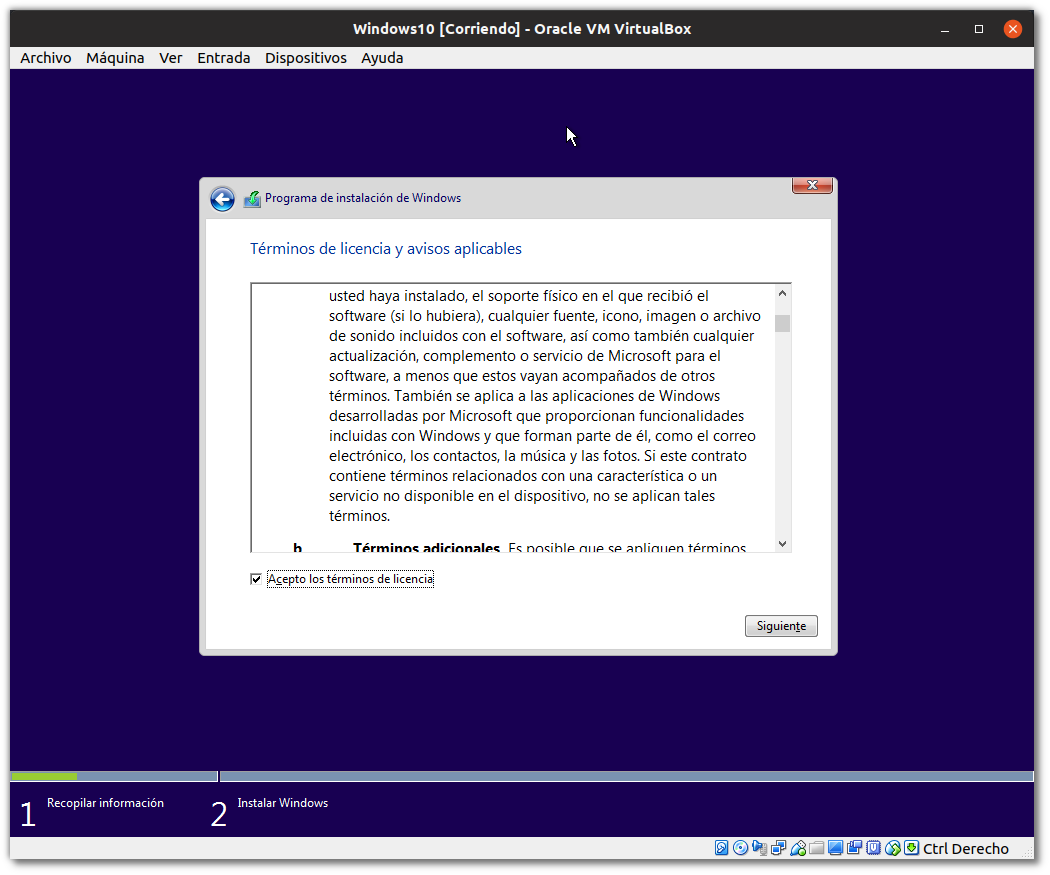 Windows10 [Corriendo] - Oracle VM VirtualBox
Archivo Máquina Ver Entrada Dispositivos Ayuda
Programa de instalación de Windows
Términos de licencia y avisos aplicables
usted haya instalado, el soporte físico en el que recibió el
software (si lo hubiera), cualquier fuente, icono, imagen o archivo
de sonido incluidos con el software, así como también cualquier
actualización, complemento o servicio de Microsoft para el
software, a menos que estos vayan acompañados de otros
términos. También se aplica a las aplicaciones de Windows
desarrolladas por Microsoft que proporcionan funcionalidades
incluidas con Windows y que forman parte de él, como el correo
electrónico, los contactos, la música y las fotos. Si este contrato
contiene términos relacionados con una característica o un
servicio no disponible en el dispositivo, no se aplican tales
términos.
b. Términos adicionales. Es posible que se apliquen términos
Acepto los términos de licencia
Siguiente
1 Recopilar información
2 Instalar Windows
Ctrl Derecho